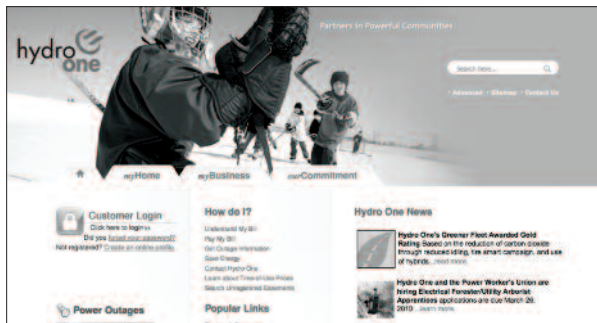 Partners in Powerful Communities
hydro
one
Search here...
Advanced
Sitemap
Contact Us
myHome
myBusiness
ourCommitment
Customer Login
Click here to login
Did you forget your password?
Not registered? Create an online profile.
Power Outages
How do I?
Understand My Bill
Pay My Bill
Get Outage Information
Save Energy
Contact Hydro One
Learn about Time-of-Use Prices
Search Unregistered Easements
Popular Links
Hydro One News
Hydro One's Greener Fleet Awarded Gold
Rating Based on the reduction of carbon dioxide
through reduced idling, tire smart campaign, and use
of hybrids. read more.
Hydro One and the Power Worker's Union are
hiring Electrical Forester/Utility Arborist
Apprentices applications are due March 26,
2010 ...learn more.